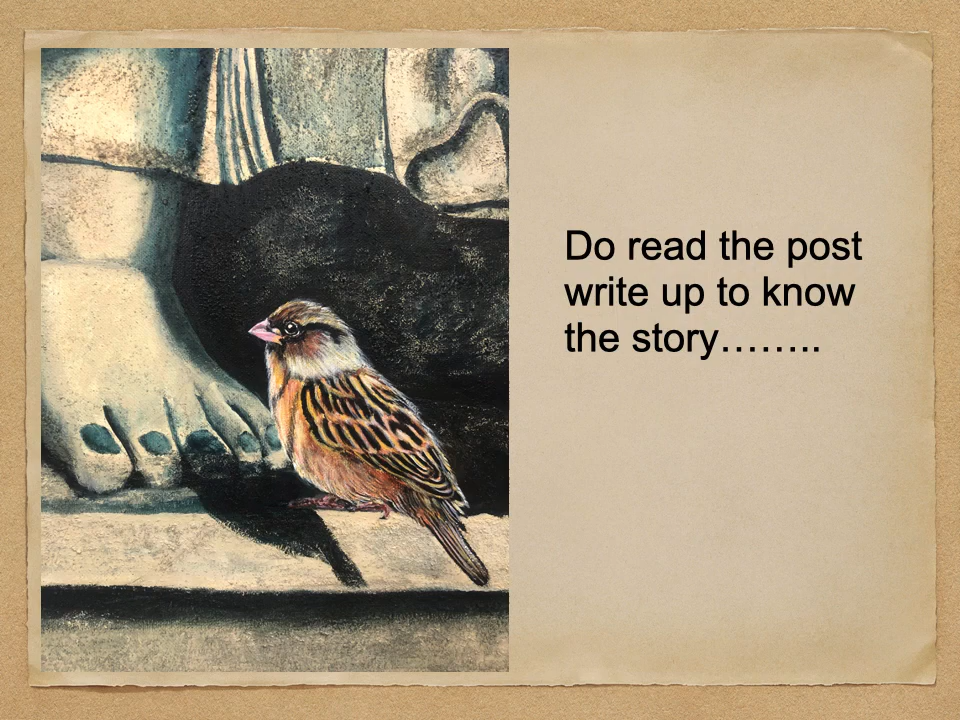 Do read the post
write up to know
the story……..